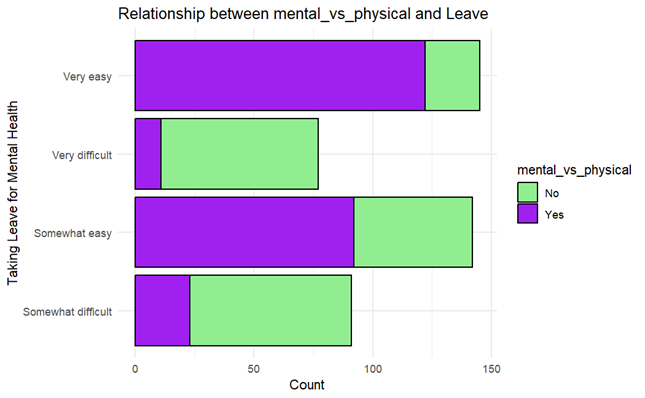 Relationship between mental_vs_physical and Leave
Taking Leave for Mental Health
Very easy
Very difficult
Somewhat easy
Somewhat difficult
0
50
100
150
Count
mental_vs_physical
No
Yes